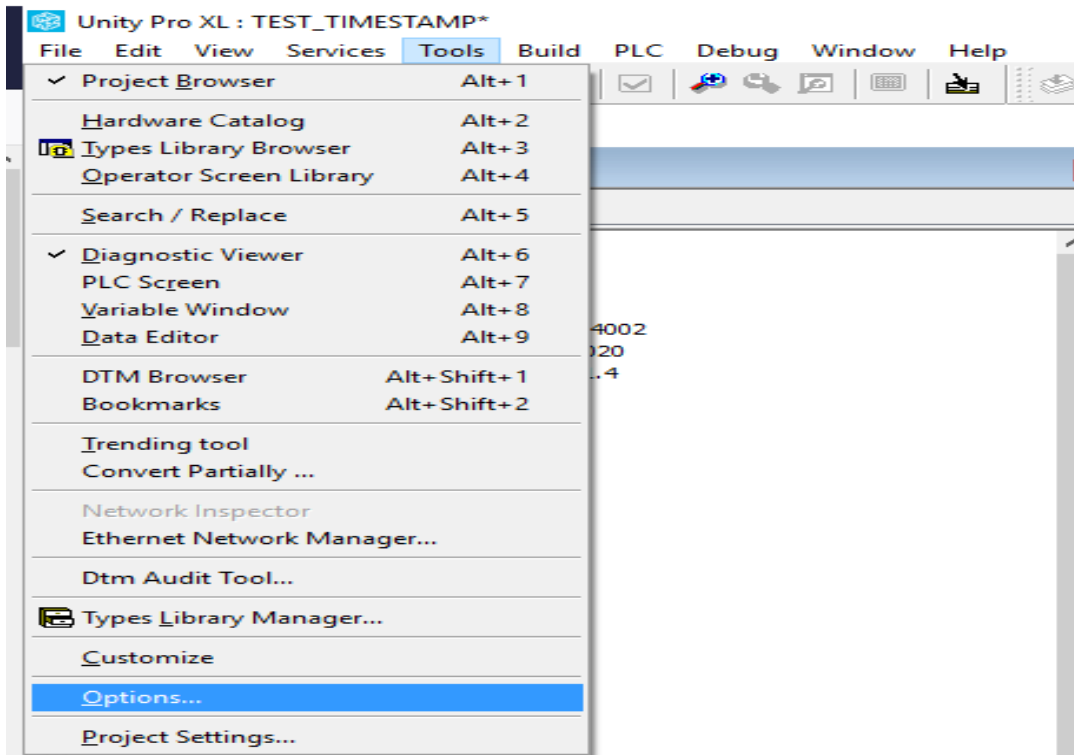 Unity Pro XL : TEST_TIMESTAMP*
File Edit View Services Tools Build PLC Debug Window Help
Project Browser Alt+1
Hardware Catalog Alt+2
Types Library Browser Alt+3
Operator Screen Library Alt+4
Search / Replace Alt+5
Diagnostic Viewer Alt+6
PLC Screen Alt+7
Variable Window Alt+8
4002
Data Editor Alt+9
020
DTM Browser Alt+Shift+1
.4
Bookmarks Alt+Shift+2
Trending tool
Convert Partially ...
Network Inspector
Ethernet Network Manager...
Dtm Audit Tool...
Types Library Manager...
Customize
Options...
Project Settings...